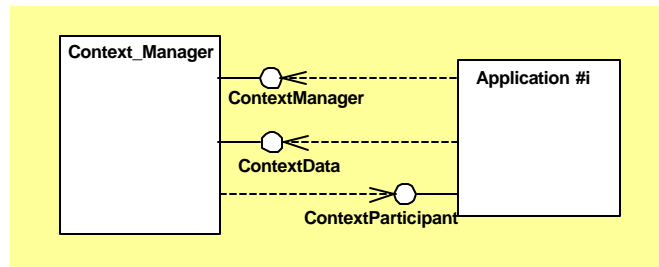 Context_Manager
Application #i
ContextManager
ContextData
ContextParticipant